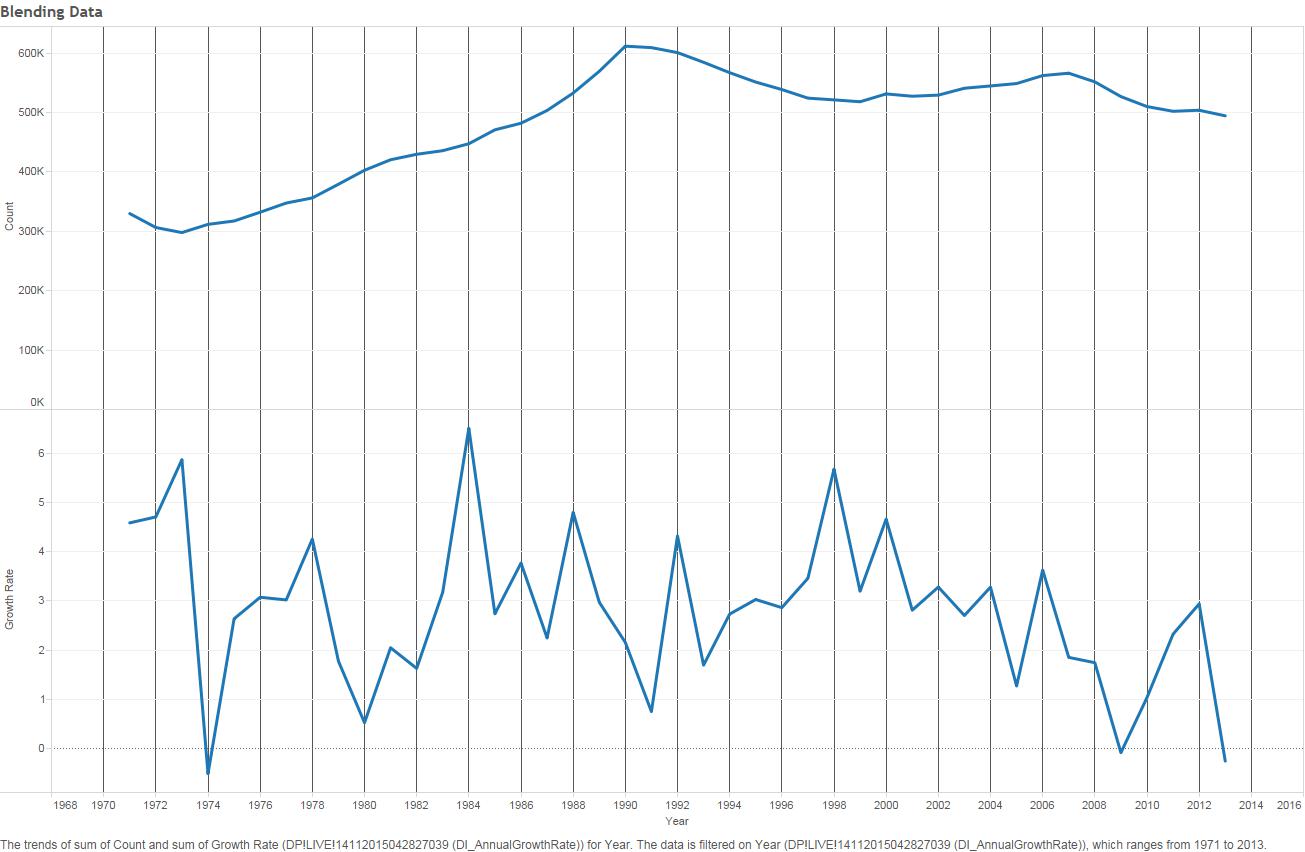 Blending Data
600K
500K
400K
300K
200K
100K
0K
Count
6
5
4
3
2
1
0
Growth Rate
1968 1970 1972 1974 1976 1978 1980 1982 1984 1986 1988 1990 1992 1994 1996 1998 2000 2002 2004 2006 2008 2010 2012 2014 2016
Year
The trends of sum of Count and sum of Growth Rate (DP!LIVE!14112015042827039 (DI_AnnualGrowthRate)) for Year. The data is filtered on Year (DP!LIVE!14112015042827039 (DI_AnnualGrowthRate)), which ranges from 1971 to 2013.